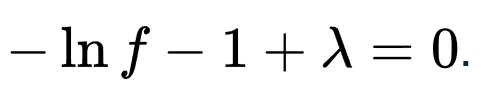 − ln f − 1 + λ = 0.